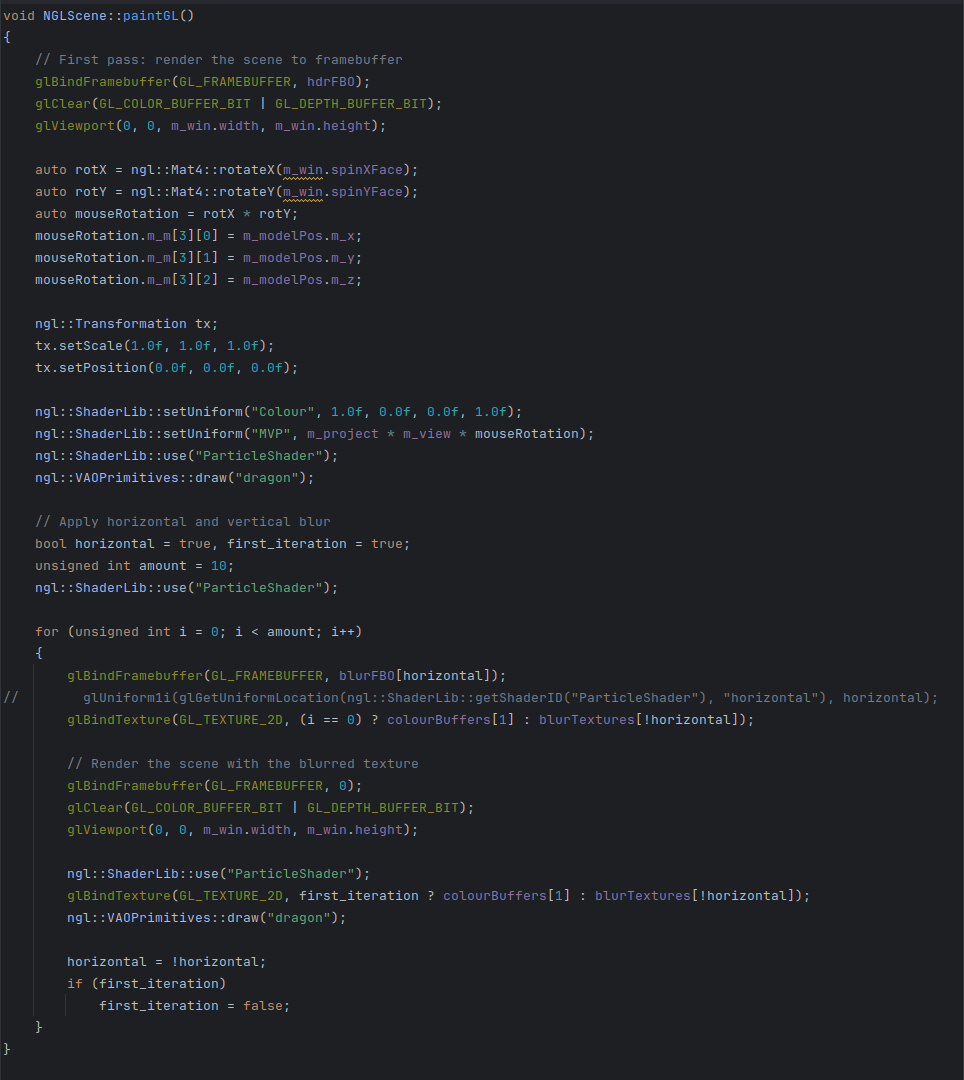 void NGLScene::paintGL()
{
    // First pass: render the scene to framebuffer
    glBindFramebuffer(GL_FRAMEBUFFER, hdrFBO);
    glClear(GL_COLOR_BUFFER_BIT | GL_DEPTH_BUFFER_BIT);
    glViewport(0, 0, m_win.width, m_win.height);

    auto rotX = ngl::Mat4::rotateX(m_win.spinXFace);
    auto rotY = ngl::Mat4::rotateY(m_win.spinYFace);
    auto mouseRotation = rotX * rotY;
    mouseRotation.m_m[3][0] = m_modelPos.m_x;
    mouseRotation.m_m[3][1] = m_modelPos.m_y;
    mouseRotation.m_m[3][2] = m_modelPos.m_z;

    ngl::Transformation tx;
    tx.setScale(1.0f, 1.0f, 1.0f);
    tx.setPosition(0.0f, 0.0f, 0.0f);

    ngl::ShaderLib::setUniform("Colour", 1.0f, 0.0f, 0.0f, 1.0f);
    ngl::ShaderLib::setUniform("MVP", m_project * m_view * mouseRotation);
    ngl::ShaderLib::use("ParticleShader");
    ngl::VAOPrimitives::draw("dragon");

    // Apply horizontal and vertical blur
    bool horizontal = true, first_iteration = true;
    unsigned int amount = 10;
    ngl::ShaderLib::use("ParticleShader");

    for (unsigned int i = 0; i < amount; i++)
    {
        glBindFramebuffer(GL_FRAMEBUFFER, blurFBO[horizontal]);
//        glUniform1i(glGetUniformLocation(ngl::ShaderLib::getShaderID("ParticleShader"), "horizontal"), horizontal);
        glBindTexture(GL_TEXTURE_2D, (i == 0) ? colourBuffers[1] : blurTextures[!horizontal]);

        // Render the scene with the blurred texture
        glBindFramebuffer(GL_FRAMEBUFFER, 0);
        glClear(GL_COLOR_BUFFER_BIT | GL_DEPTH_BUFFER_BIT);
        glViewport(0, 0, m_win.width, m_win.height);

        ngl::ShaderLib::use("ParticleShader");
        glBindTexture(GL_TEXTURE_2D, first_iteration ? colourBuffers[1] : blurTextures[!horizontal]);
        ngl::VAOPrimitives::draw("dragon");

        horizontal = !horizontal;
        if (first_iteration)
            first_iteration = false;
    }
}